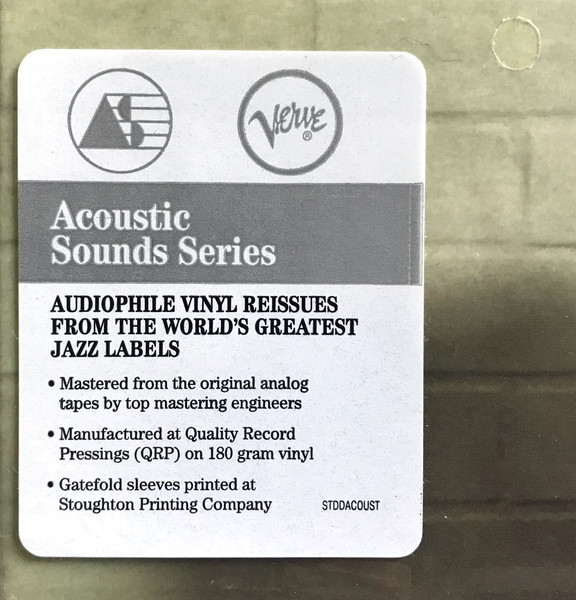 AS
Verve®
Acoustic
Sounds Series
AUDIOPHILE VINYL REISSUES
FROM THE WORLD'S GREATEST
JAZZ LABELS
• Mastered from the original analog
tapes by top mastering engineers
• Manufactured at Quality Record
Pressings (QRP) on 180 gram vinyl
• Gatefold sleeves printed at
Stoughton Printing Company
STDDACOUST